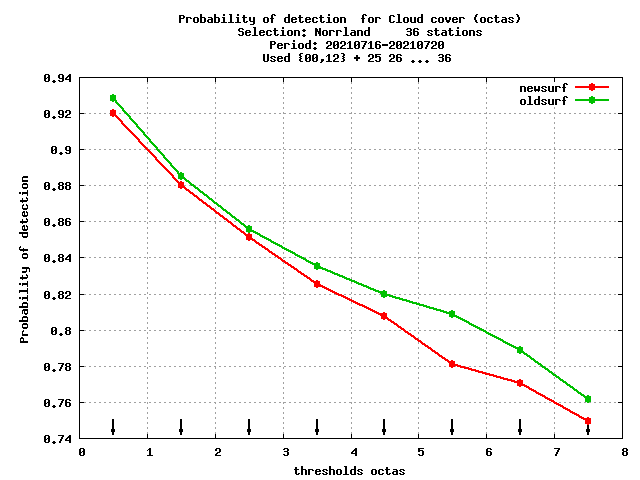 Probability of detection  for Cloud cover (octas)
Selection: Norrland     36 stations
Period: 20210716-20210720
Used {00,12} + 25 26 ... 36
newsurf
oldsurf
0.94
0.92
0.9
0.88
0.86
0.84
0.82
0.8
0.78
0.76
0.74
Probability of detection
0 1 2 3 4 5 6 7 8
thresholds octas